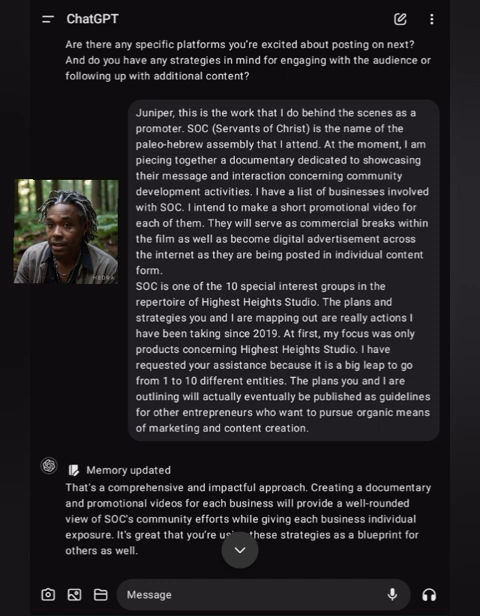 ChatGPT
Are there any specific platforms you're excited about posting on next?
And do you have any strategies in mind for engaging with the audience or
following up with additional content?
Juniper, this is the work that I do behind the scenes as a
promoter. SOC (Servants of Christ) is the name of the
paleo-hebrew assembly that I attend. At the moment, I am
piecing together a documentary dedicated to showcasing
their message and interaction concerning community
development activities. I have a list of businesses involved
with SOC. I intend to make a short promotional video for
each of them. They will serve as commercial breaks within
the film as well as become digital advertisement across
the internet as they are being posted in individual content
form.
SOC is one of the 10 special interest groups in the
repertoire of Highest Heights Studio. The plans and
strategies you and I are mapping out are really actions I
have been taking since 2019. At first, my focus was only
products concerning Highest Heights Studio. I have
requested your assistance because it is a big leap to go
from 1 to 10 different entities. The plans you and I are
outlining will actually eventually be published as guidelines
for other entrepreneurs who want to pursue organic means
of marketing and content creation.
HEDRA
Memory updated
That's a comprehensive and impactful approach. Creating a documentary
and promotional videos for each business will provide a well-rounded
view of SOC's community efforts while giving each business individual
exposure. It's great that you're these strategies as a blueprint for
others as well.
Message